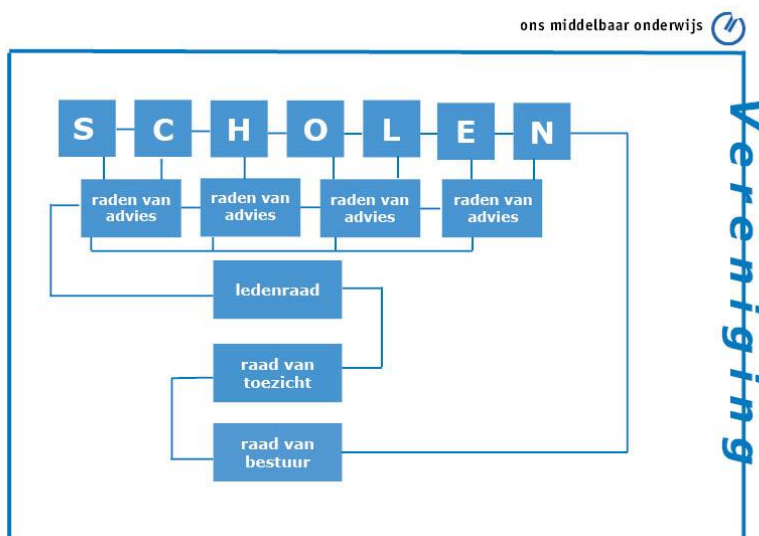 ons middelbaar onderwijs
S C H O L E N
raden van
advies
raden van
advies
raden van
advies
raden van
advies
ledenraad
raad van
toezicht
raad van
bestuur
Vereniging